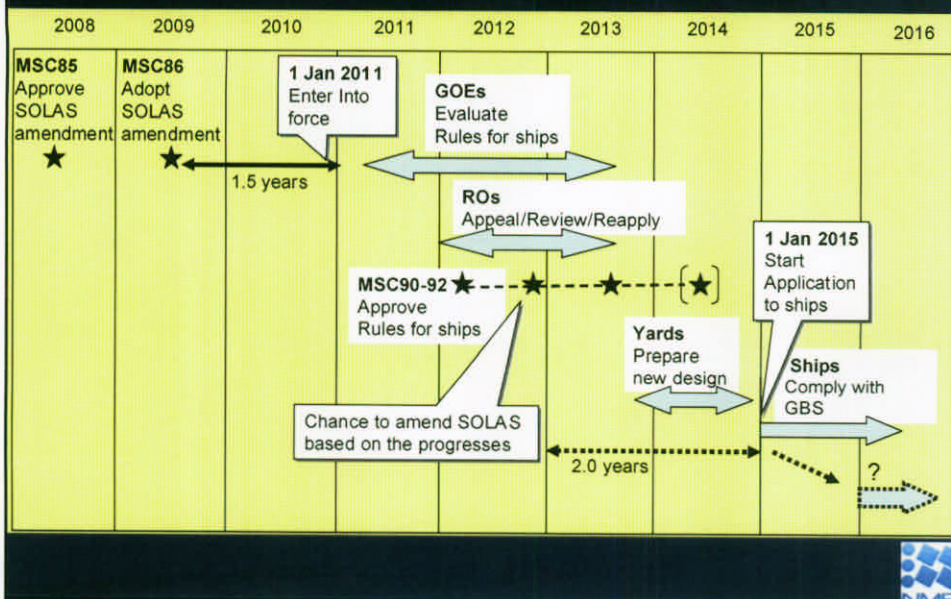 2008 2009 2010 2011 2012 2013 2014 2015 2016
MSC85
Approve
SOLAS
amendment
MSC86
Adopt
SOLAS
amendment
1 Jan 2011
Enter Into
force
GOEs
Evaluate
Rules for ships
1.5 years
ROs
Appeal/Review/Reapply
1 Jan 2015
Start
Application
to ships
MSC90-92
Approve
Rules for ships
( )
Yards
Prepare
new design
Ships
Comply with
GBS
Chance to amend SOLAS
based on the progresses
2.0 years
?